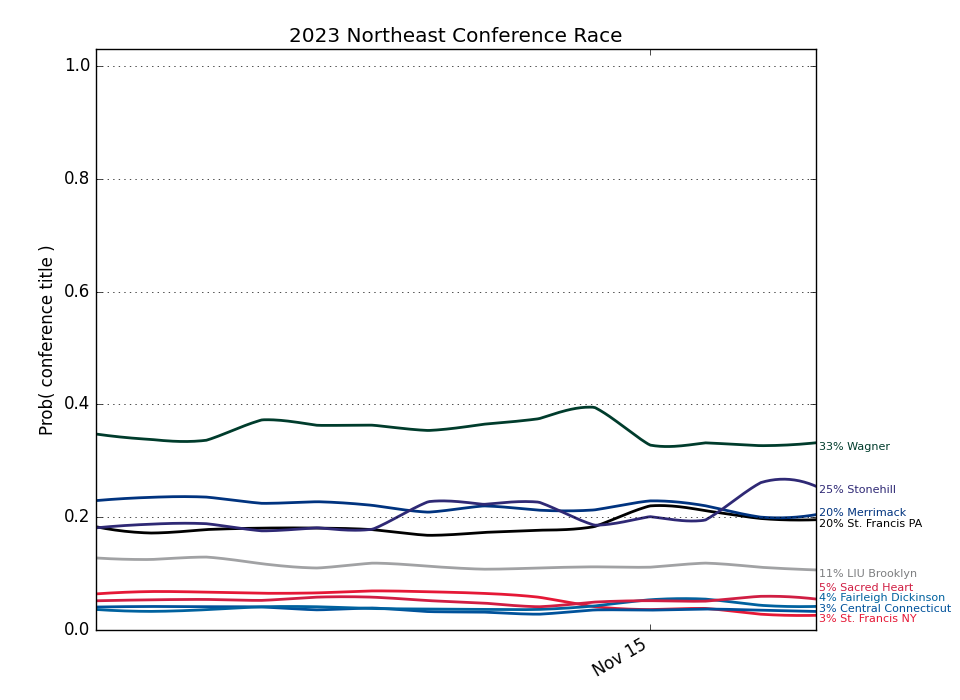 2023 Northeast Conference Race
1.0
0.8
0.6
0.4
0.2
0.0
Prob( conference title )
33% Wagner
25% Stonehill
20% Merrimack
20% St. Francis PA
11% LIU Brooklyn
5% Sacred Heart
4% Fairleigh Dickinson
3% Central Connecticut
3% St. Francis NY
Nov 15